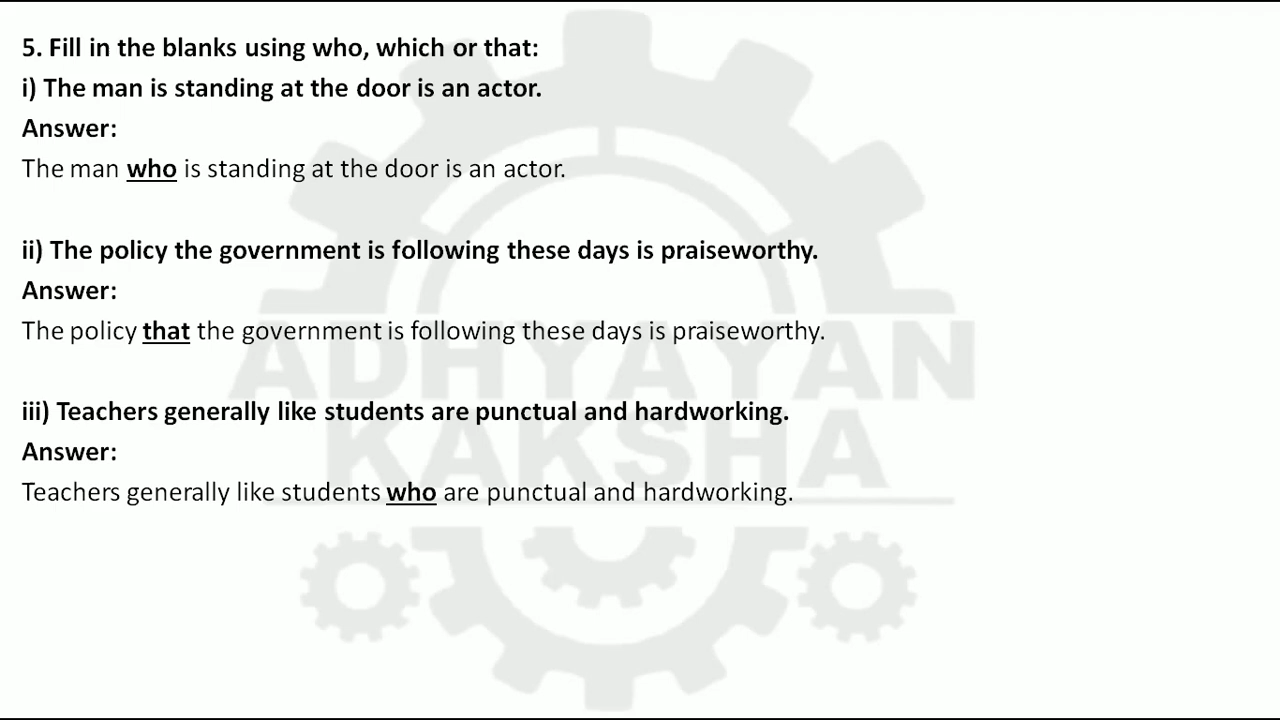 5. Fill in the blanks using who, which or that:
i) The man is standing at the door is an actor.
Answer:
The man who is standing at the door is an actor.
ii) The policy the government is following these days is praiseworthy.
Answer:
The policy that the government is following these days is praiseworthy.
iii) Teachers generally like students are punctual and hardworking.
Answer:
Teachers generally like students who are punctual and hardworking.
ADHYAYAN
KAKSHA